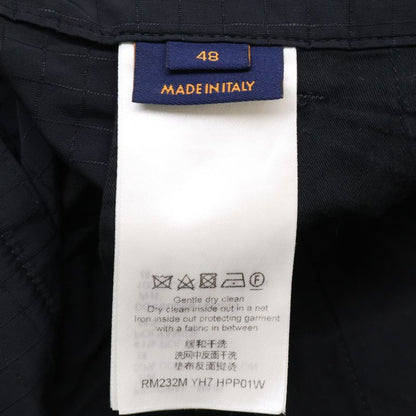 48
MADE IN ITALY
Gentle dry clean
Dry clean inside out in a net
Iron inside out protecting garment
with a fabric in between
缓和干洗
洗网中反面干洗
垫布反面熨烫
RM232M YH7 HPP01W